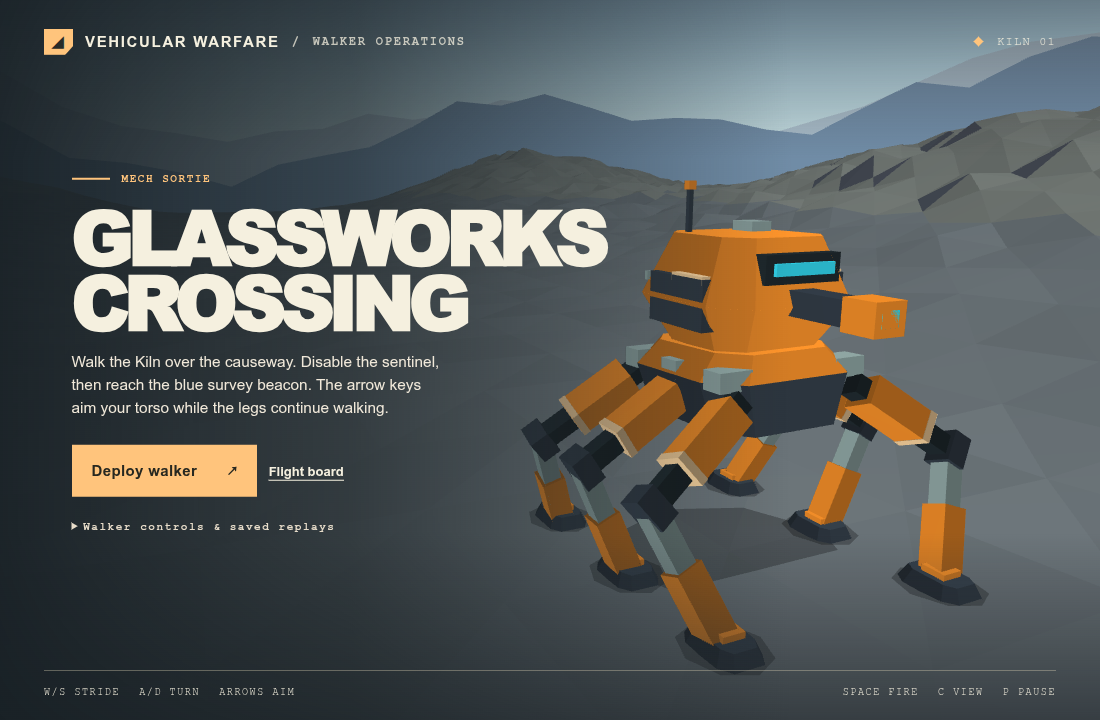 VEHICULAR WARFARE / WALKER OPERATIONS
KILN 01
MECH SORTIE
GLASSWORKS
CROSSING
Walk the Kiln over the causeway. Disable the sentinel,
then reach the blue survey beacon. The arrow keys
aim your torso while the legs continue walking.
Deploy walker ↗
Flight board
Walker controls & saved replays
W/S STRIDE A/D TURN ARROWS AIM
SPACE FIRE C VIEW P PAUSE